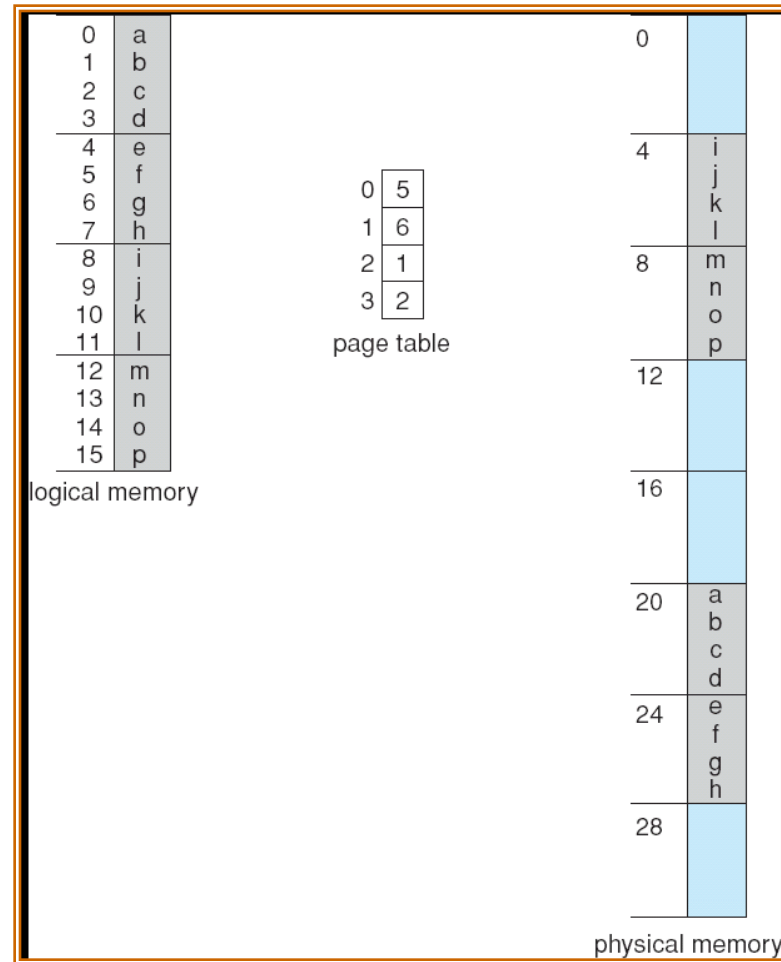 0 a
1 b
2 c
3 d
4 e
5 f
6 g
7 h
8 i
9 j
10 k
11 l
12 m
13 n
14 o
15 p
logical memory
0 5
1 6
2 1
3 2
page table
0
4 i
j
k
l
8 m
n
o
p
12
16
20 a
b
c
d
24 e
f
g
h
28
physical memory